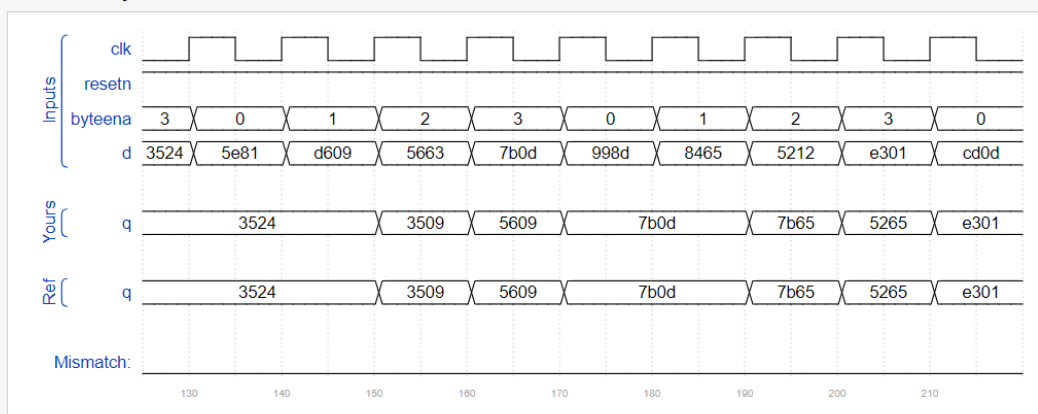 clk
resetn
Inputs
byteena 3 0 1 2 3 0 1 2 3 0
d 3524 5e81 d609 5663 7b0d 998d 8465 5212 e301 cd0d
Yours
q 3524 3509 5609 7b0d 7b65 5265 e301
Ref
q 3524 3509 5609 7b0d 7b65 5265 e301
Mismatch:
130 140 150 160 170 180 190 200 210